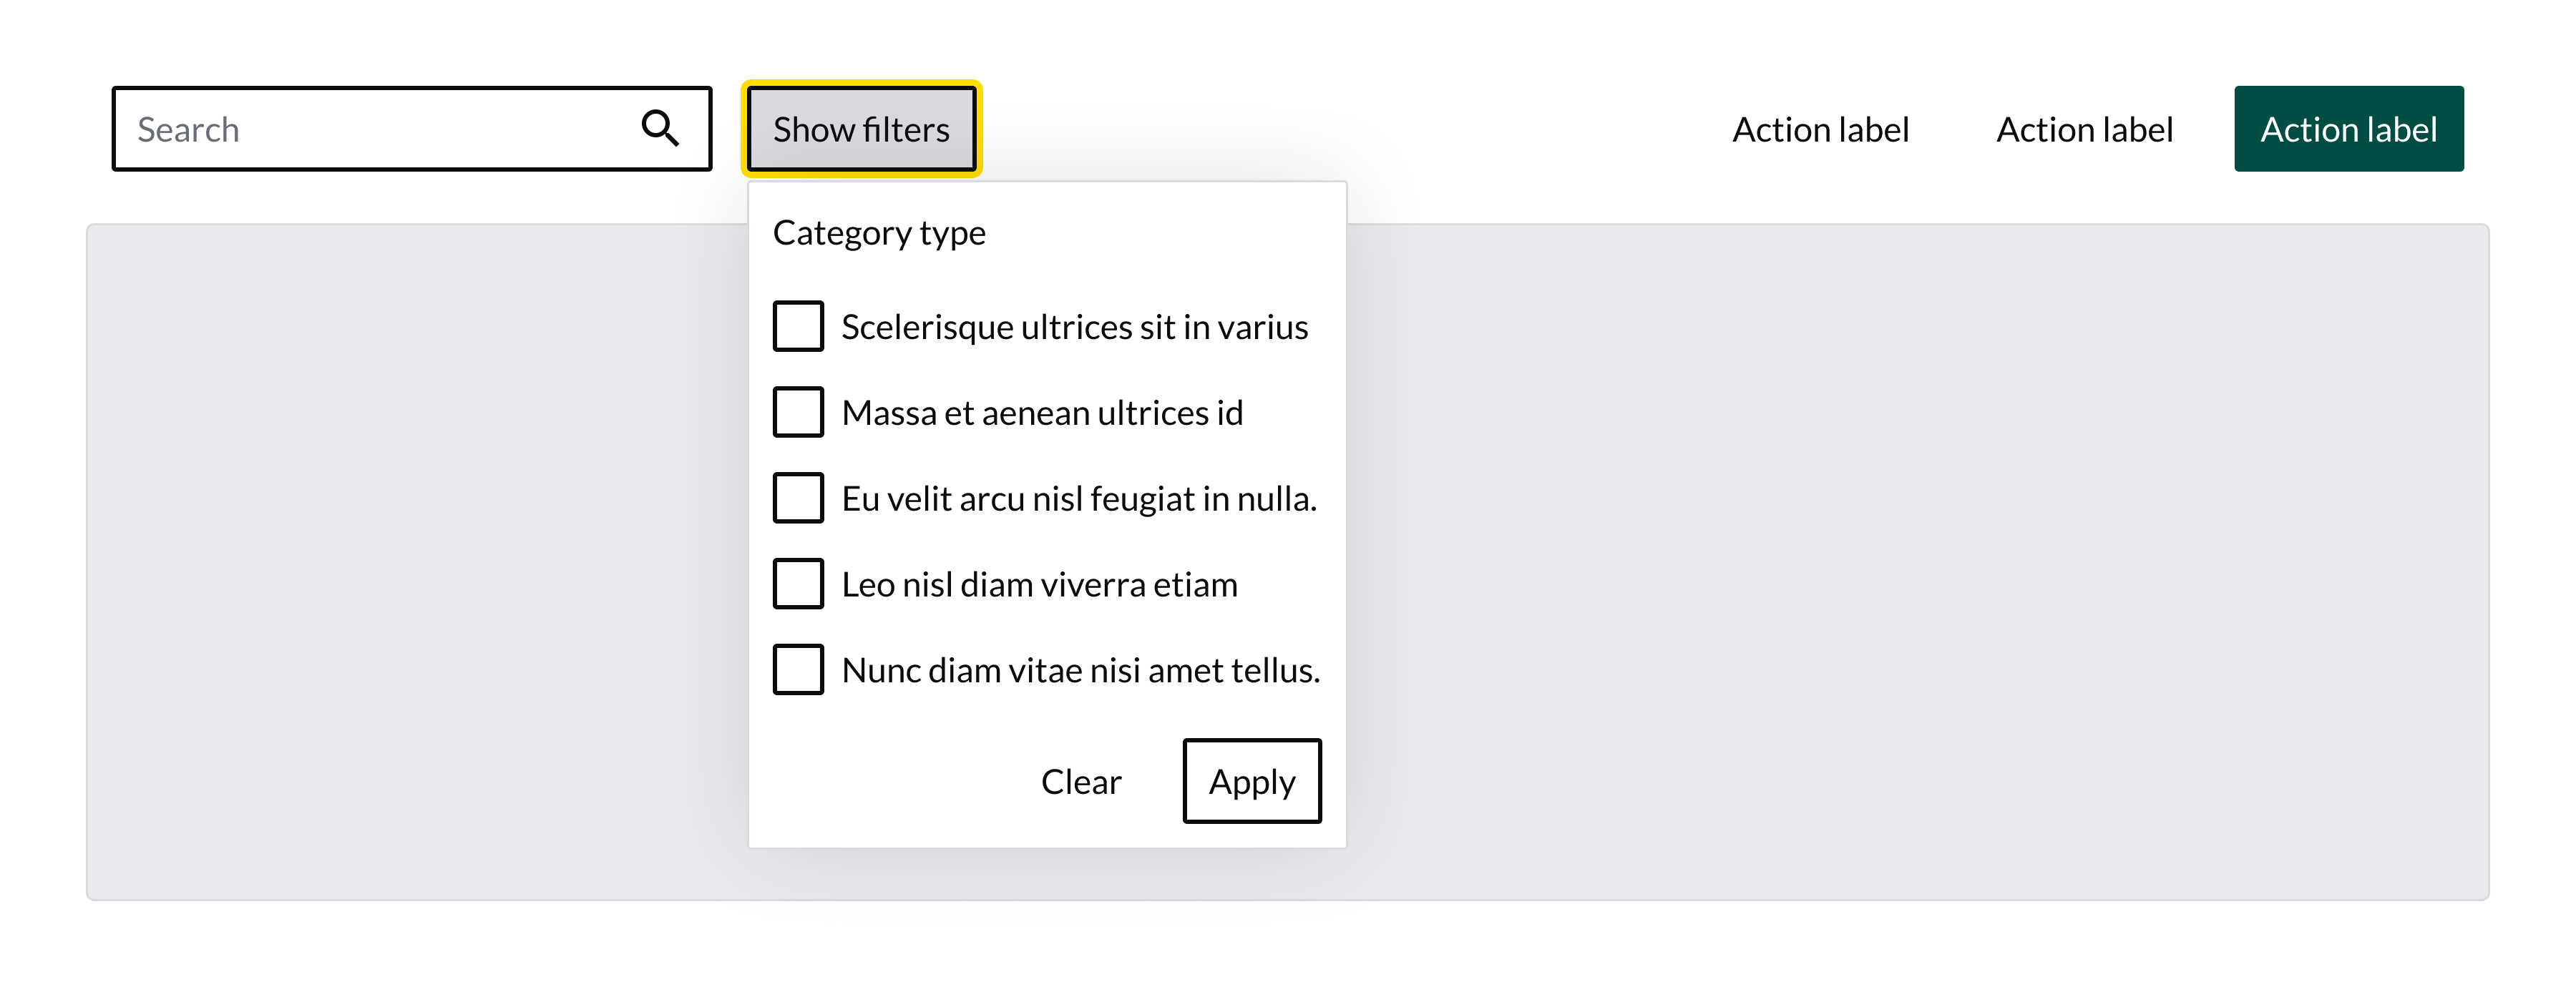 Search
Show filters
Action label
Action label
Action label
Category type
Scelerisque ultrices sit in varius
Massa et aenean ultrices id
Eu velit arcu nisl feugiat in nulla.
Leo nisl diam viverra etiam
Nunc diam vitae nisi amet tellus.
Clear
Apply